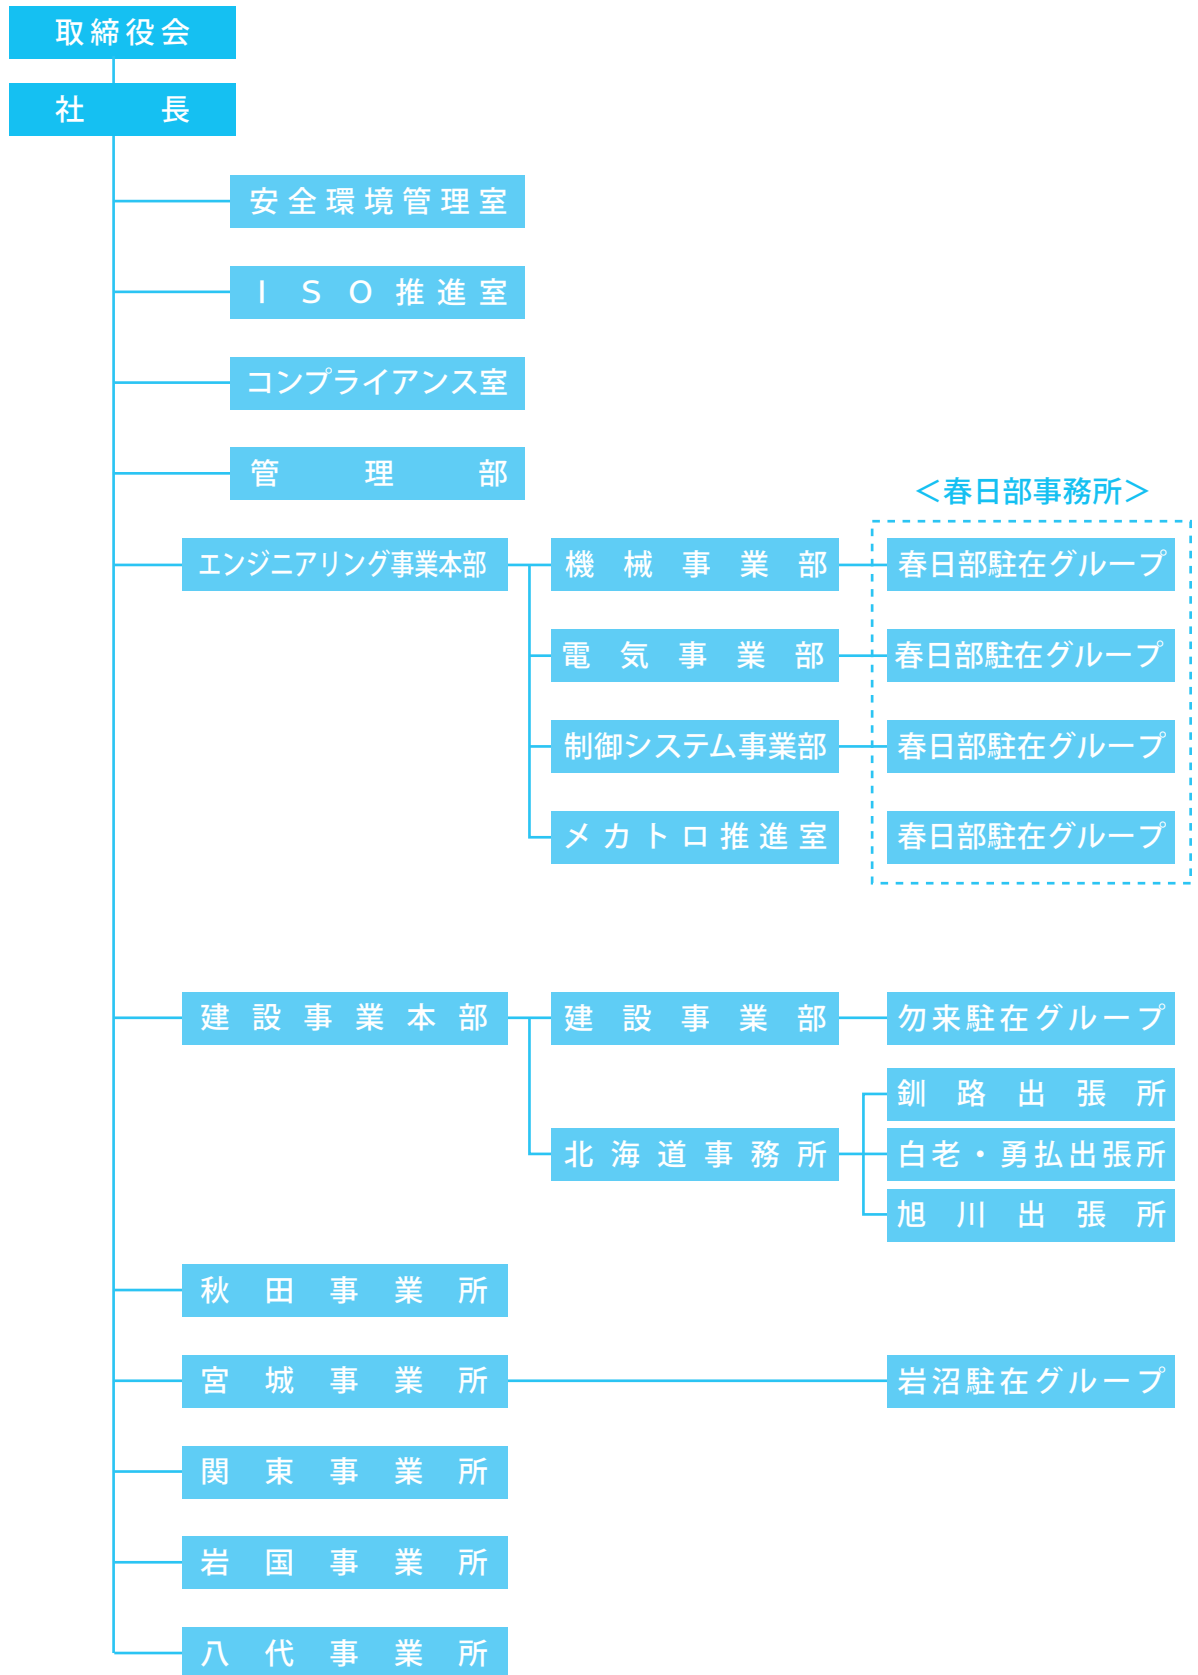 取締役会
社長
安全環境管理室
ISO推進室
コンプライアンス室
管理部
＜春日部事務所＞
エンジニアリング事業本部
機械事業部
春日部駐在グループ
電気事業部
春日部駐在グループ
制御システム事業部
春日部駐在グループ
メカトロ推進室
春日部駐在グループ
建設事業本部
建設事業部
勿来駐在グループ
釧路出張所
北海道事務所
白老・勇払出張所
旭川出張所
秋田事業所
宮城事業所
岩沼駐在グループ
関東事業所
岩国事業所
八代事業所